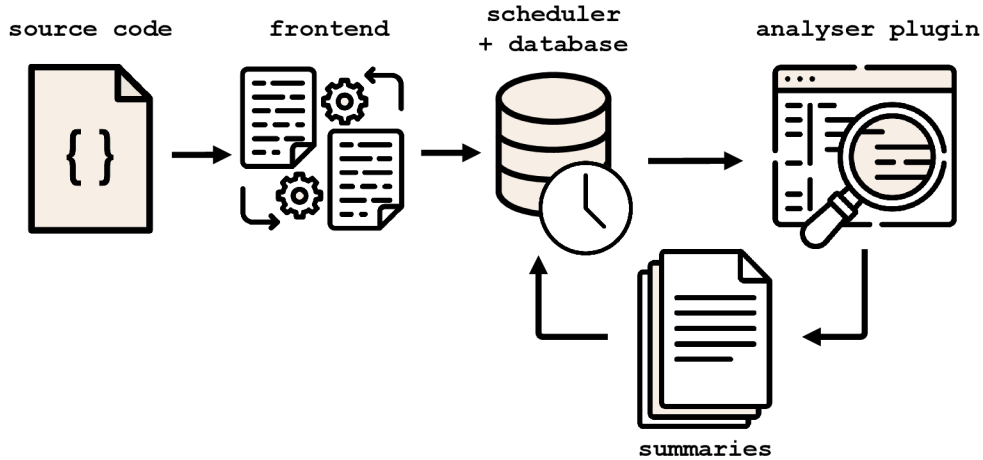 source code
frontend
scheduler
+ database
analyser plugin
{ }
summaries